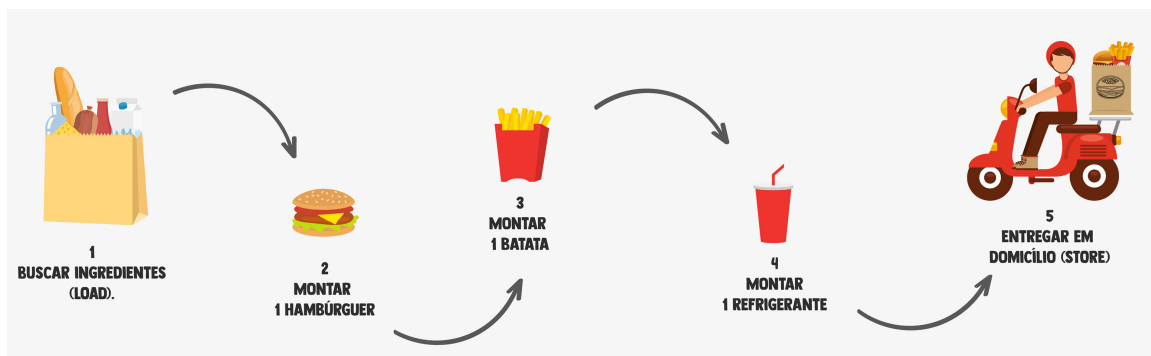 1
BUSCAR INGREDIENTES
(LOAD).
2
MONTAR
1 HAMBÚRGUER
3
MONTAR
1 BATATA
4
MONTAR
1 REFRIGERANTE
5
ENTREGAR EM
DOMICÍLIO (STORE)